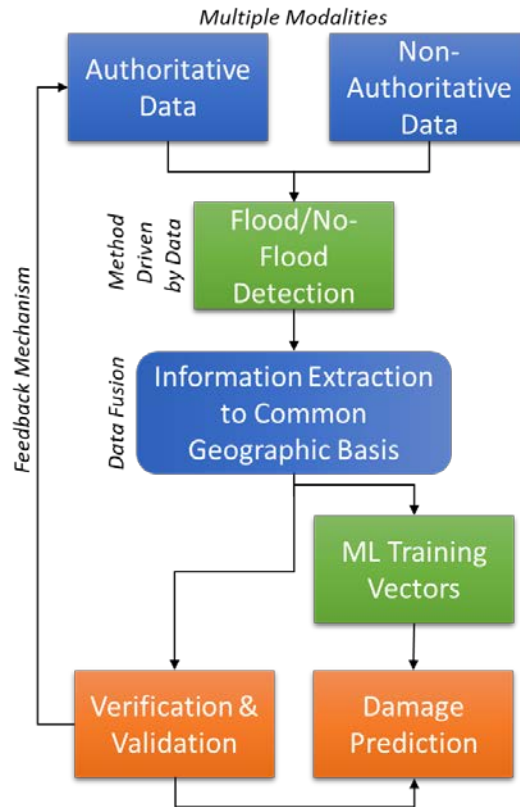 Multiple Modalities
Authoritative
Data
Non-
Authoritative
Data
Method
Driven
by Data
Flood/No-
Flood
Detection
Feedback Mechanism
Data Fusion
Information Extraction
to Common
Geographic Basis
ML Training
Vectors
Verification &
Validation
Damage
Prediction